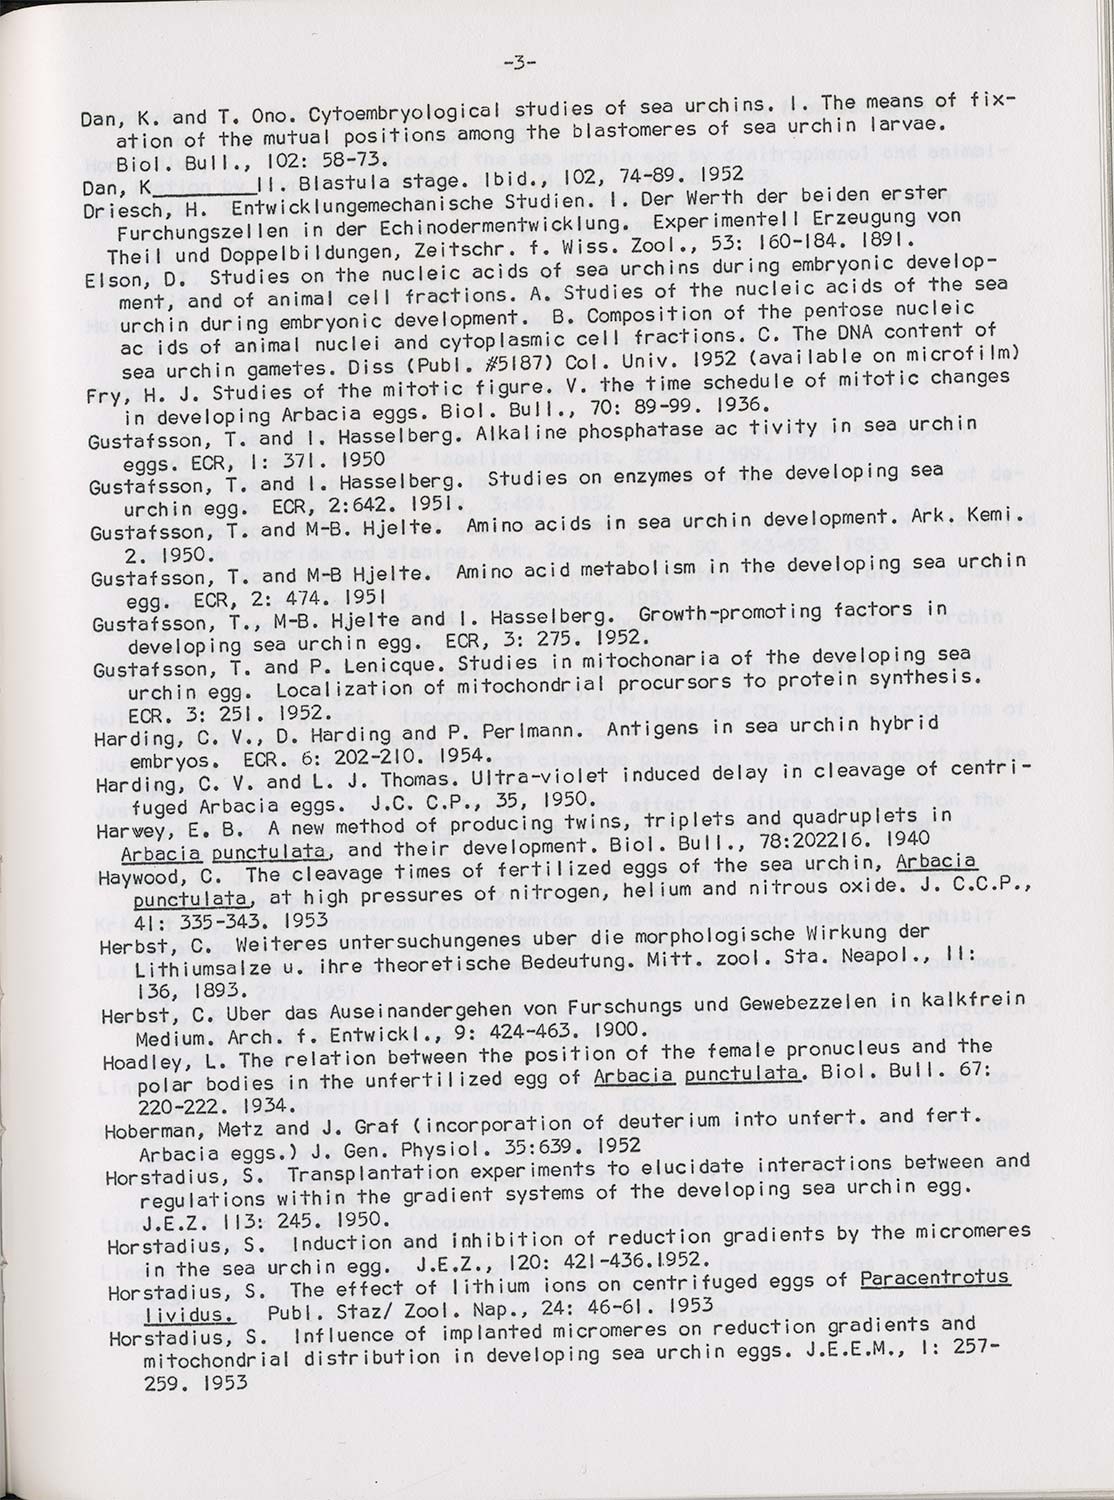 -3-
Dan, K. and T. Ono. Cytoembryological studies of sea urchins. I. The means of fix-
ation of the mutual positions among the blastomeres of sea urchin larvae.
Biol. Bull., 102: 58-73.
Dan, K________II. Blastula stage. Ibid., 102, 74-89. 1952
Driesch, H. Entwicklungemechanische Studien. I. Der Werth der beiden erster
Furchungszellen in der Echinodermentwicklung. Experimentell Erzeugung von
Theil und Doppelbildungen, Zeitschr. f. Wiss. Zool., 53: 160-184. 1891.
Elson, D. Studies on the nucleic acids of sea urchins during embryonic develop-
ment, and of animal cell fractions. A. Studies of the nucleic acids of the sea
urchin during embryonic development. B. Composition of the pentose nucleic
ac ids of animal nuclei and cytoplasmic cell fractions. C. The DNA content of
sea urchin gametes. Diss (Publ. #5187) Col. Univ. 1952 (available on microfilm)
Fry, H. J. Studies of the mitotic figure. V. the time schedule of mitotic changes
in developing Arbacia eggs. Biol. Bull., 70: 89-99. 1936.
Gustafsson, T. and I. Hasselberg. Alkaline phosphatase ac tivity in sea urchin
eggs. ECR, I: 371. 1950
Gustafsson, T. and I. Hasselberg. Studies on enzymes of the developing sea
urchin egg. ECR, 2:642. 1951.
Gustafsson, T. and M-B. Hjelte. Amino acids in sea urchin development. Ark. Kemi.
2. 1950.
Gustafsson, T. and M-B Hjelte. Amino acid metabolism in the developing sea urchin
egg. ECR, 2: 474. 1951
Gustafsson, T., M-B. Hjelte and I. Hasselberg. Growth-promoting factors in
developing sea urchin egg. ECR, 3: 275. 1952.
Gustafsson, T. and P. Lenicque. Studies in mitochonaria of the developing sea
urchin egg. Localization of mitochondrial procursors to protein synthesis.
ECR. 3: 251. 1952.
Harding, C. V., D. Harding and P. Perlmann. Antigens in sea urchin hybrid
embryos. ECR. 6: 202-210. 1954.
Harding, C. V. and L. J. Thomas. Ultra-violet induced delay in cleavage of centri-
fuged Arbacia eggs. J.C. C.P., 35, 1950.
Harvey, E. B. A new method of producing twins, triplets and quadruplets in
Arbacia punctulata, and their development. Biol. Bull., 78:202216. 1940
Haywood, C. The cleavage times of fertilized eggs of the sea urchin, Arbacia
punctulata, at high pressures of nitrogen, helium and nitrous oxide. J. C.C.P.,
41: 335-343. 1953
Herbst, C. Weiteres untersuchungenes uber die morphologische Wirkung der
Lithiumsalze u. ihre theoretische Bedeutung. Mitt. zool. Sta. Neapol., II:
136, 1893.
Herbst, C. Uber das Auseinandergehen von Furschungs und Gewebezzelen in kalkfrein
Medium. Arch. f. Entwickl., 9: 424-463. 1900.
Hoadley, L. The relation between the position of the female pronucleus and the
polar bodies in the unfertilized egg of Arbacia punctulata. Biol. Bull. 67:
220-222. 1934.
Hoberman, Metz and J. Graf (incorporation of deuterium into unfert. and fert.
Arbacia eggs.) J. Gen. Physiol. 35:639. 1952
Horstadius, S. Transplantation experiments to elucidate interactions between and
regulations within the gradient systems of the developing sea urchin egg.
J.E.Z. 113: 245. 1950.
Horstadius, S. Induction and inhibition of reduction gradients by the micromeres
in the sea urchin egg. J.E.Z., 120: 421-436.1952.
Horstadius, S. The effect of lithium ions on centrifuged eggs of Paracentrotus
lividus. Publ. Staz/ Zool. Nap., 24: 46-61. 1953
Horstadius, S. Influence of implanted micromeres on reduction gradients and
mitochondrial distribution in developing sea urchin eggs. J.E.E.M., I: 257-
259. 1953